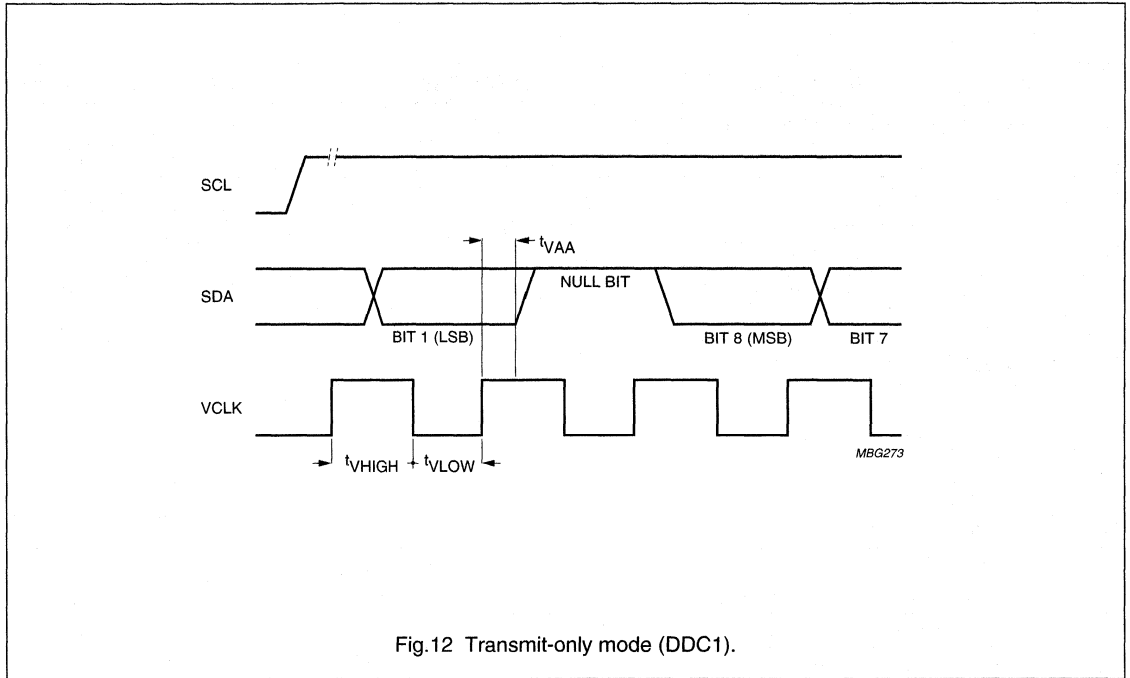 SCL
tVAA
SDA
NULL BIT
BIT 1 (LSB)
BIT 8 (MSB)
BIT 7
VCLK
tVHIGH
tVLOW
MBG273
Fig.12 Transmit-only mode (DDC1).